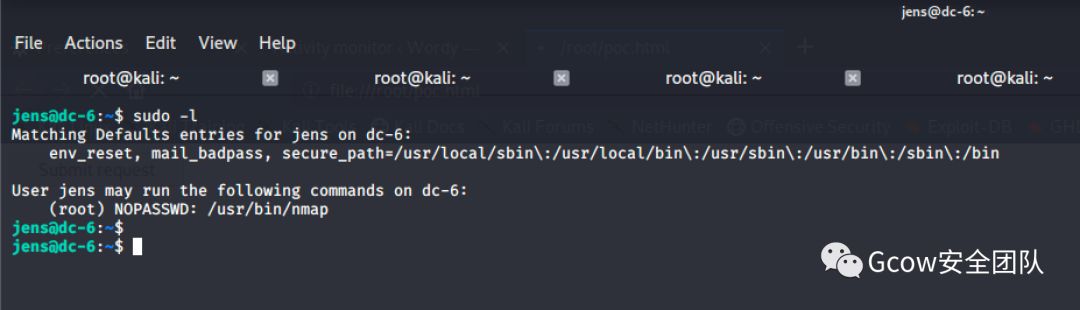 jens@dc-6:~
File Actions Edit View Help
root@kali: ~ root@kali: ~ root@kali: ~ root@kali: ~
jens@dc-6:~$ sudo -l
Matching Defaults entries for jens on dc-6:
    env_reset, mail_badpass, secure_path=/usr/local/sbin\:/usr/local/bin\:/usr/sbin\:/usr/bin\:/sbin\:/bin
Submit request
User jens may run the following commands on dc-6:
    (root) NOPASSWD: /usr/bin/nmap
jens@dc-6:~$
jens@dc-6:~$
Gcow安全团队